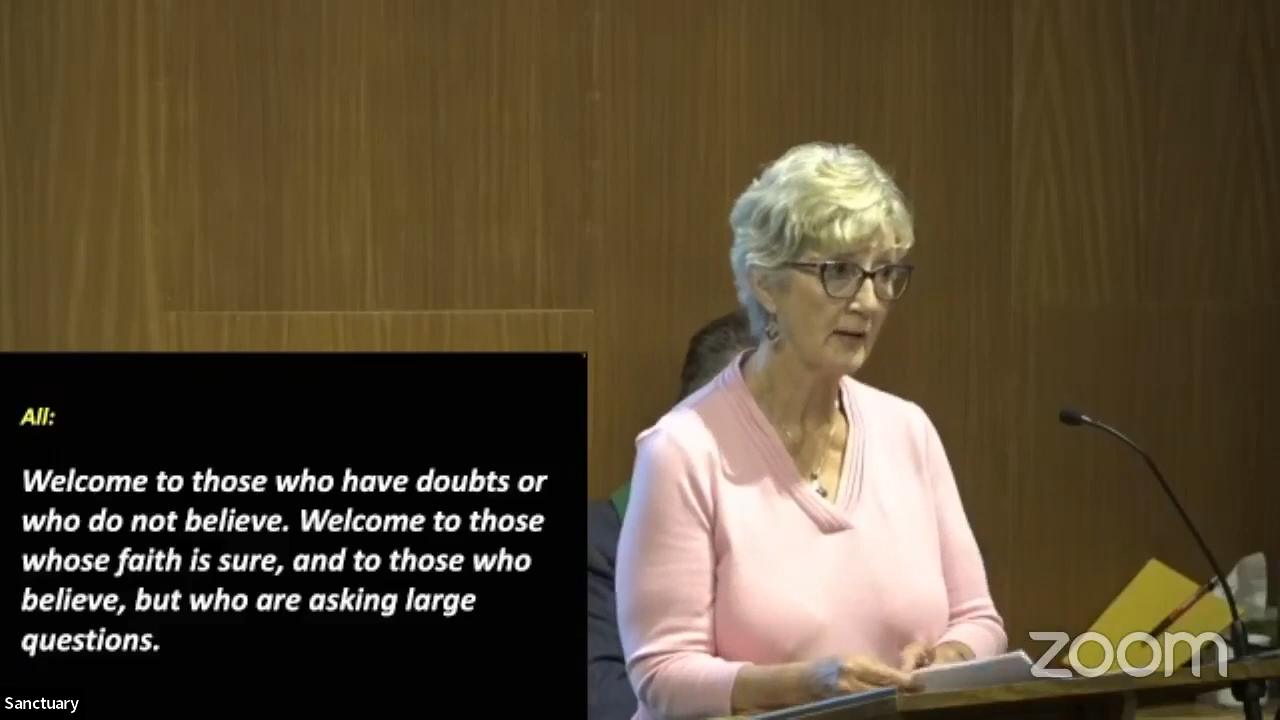 All:
Welcome to those who have doubts or
who do not believe. Welcome to those
whose faith is sure, and to those who
believe, but who are asking large
questions.
zoom
Sanctuary